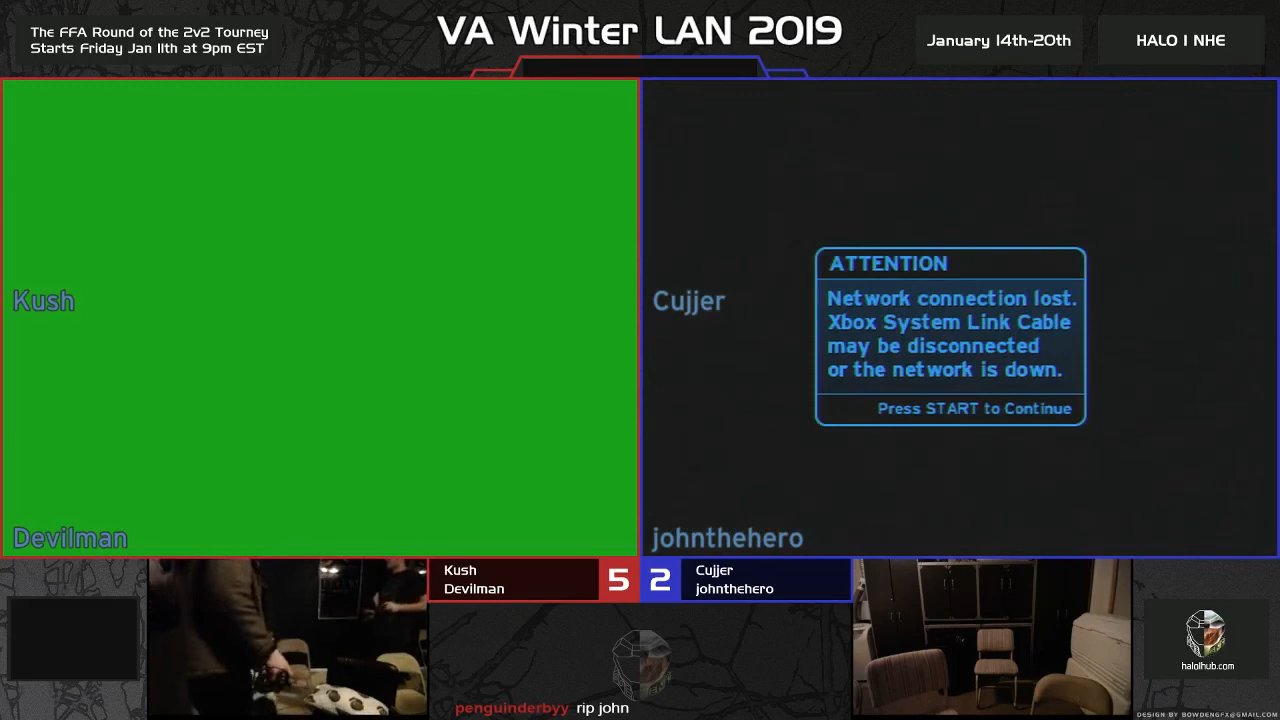 The FFA Round of the 2v2 Tourney
Starts Friday Jan 11th at 9pm EST
VA Winter LAN 2019
January 14th-20th
HALO 1 NHE
Kush
Cujjer
ATTENTION
Network connection lost.
Xbox System Link Cable
may be disconnected
or the network is down.
Press START to Continue
Devilman
johnthehero
Kush
Devilman
5
2
Cujjer
johnthehero
halo1hub.com
penguinderbyy rip john
DESIGN BY BOWDENGFX@GMAIL.COM